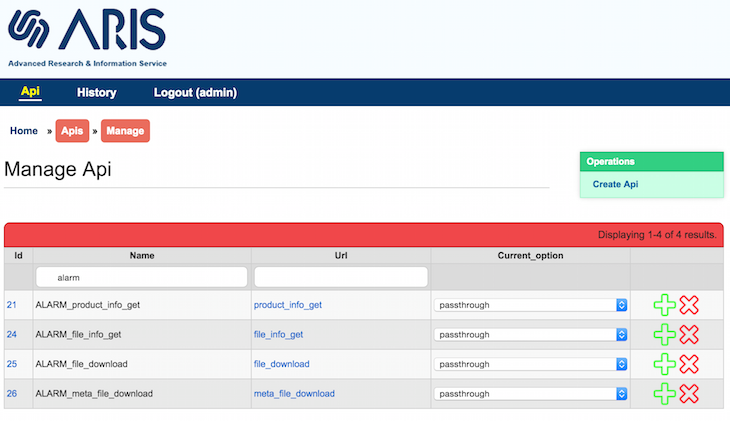 ARIS
Advanced Research & Information Service
Api History Logout (admin)
Home » Apis » Manage
Manage Api
Operations
Create Api
Displaying 1-4 of 4 results.
Id Name Url Current_option
alarm
21 ALARM_product_info_get product_info_get passthrough
24 ALARM_file_info_get file_info_get passthrough
25 ALARM_file_download file_download passthrough
26 ALARM_meta_file_download meta_file_download passthrough